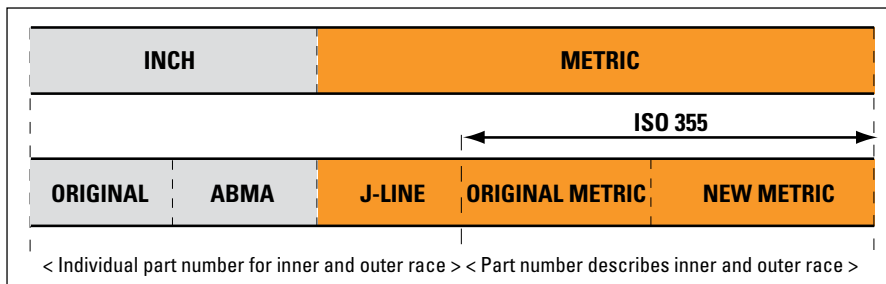 INCH METRIC
ISO 355
ORIGINAL ABMA J-LINE ORIGINAL METRIC NEW METRIC
< Individual part number for inner and outer race > < Part number describes inner and outer race >